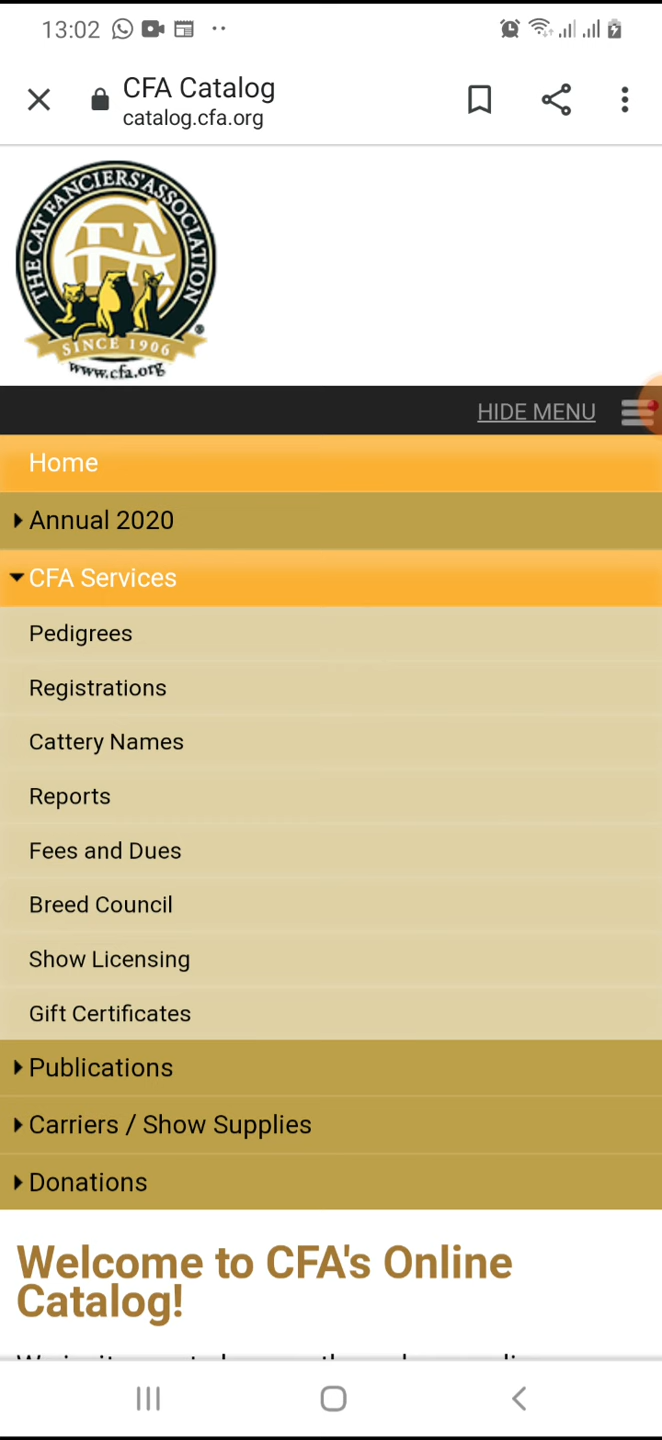 13:02
CFA Catalog
catalog.cfa.org
THE CAT FANCIERS' ASSOCIATION
CFA
SINCE 1906
®
www.cfa.org
HIDE MENU
Home
Annual 2020
CFA Services
Pedigrees
Registrations
Cattery Names
Reports
Fees and Dues
Breed Council
Show Licensing
Gift Certificates
Publications
Carriers / Show Supplies
Donations
Welcome to CFA's Online
Catalog!